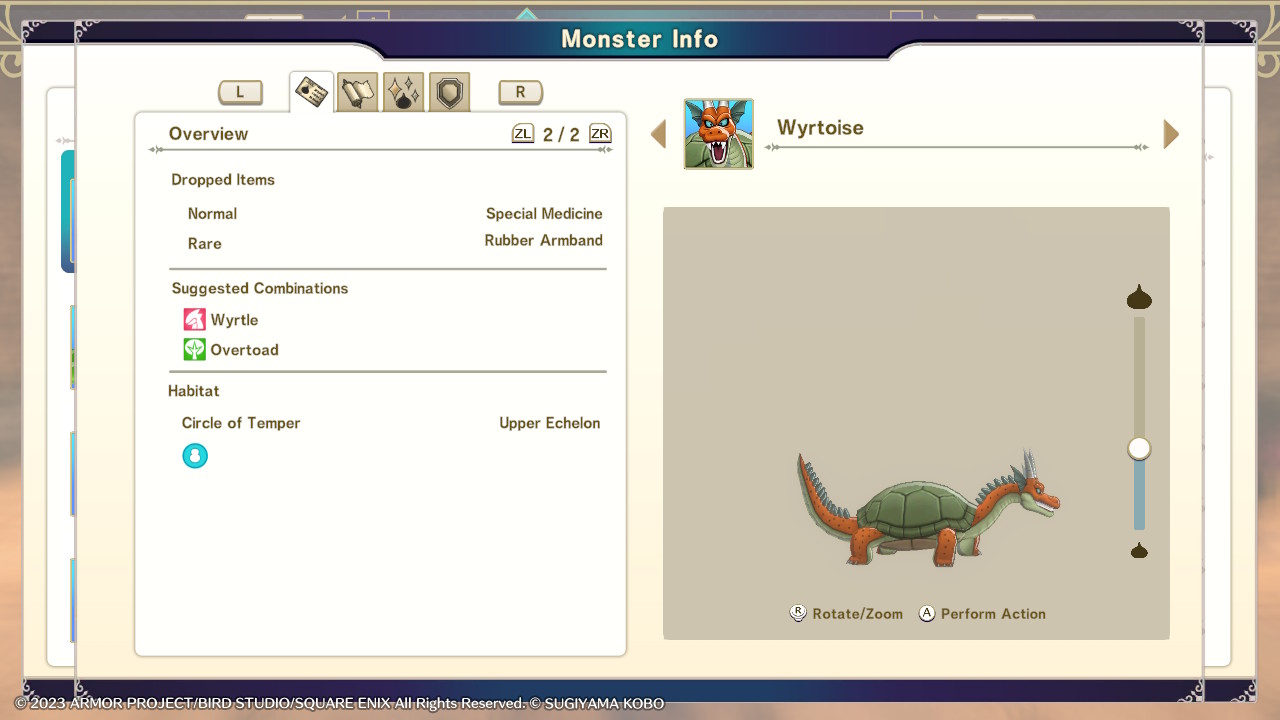 Monster Info
L
R
Overview
ZL 2 / 2 ZR
Dropped Items
Normal Special Medicine
Rare Rubber Armband
Suggested Combinations
Wyrtle
Overtoad
Habitat
Circle of Temper Upper Echelon
Wyrtoise
R Rotate/Zoom A Perform Action
© 2023 ARMOR PROJECT/BIRD STUDIO/SQUARE ENIX All Rights Reserved. © SUGIYAMA KOBO